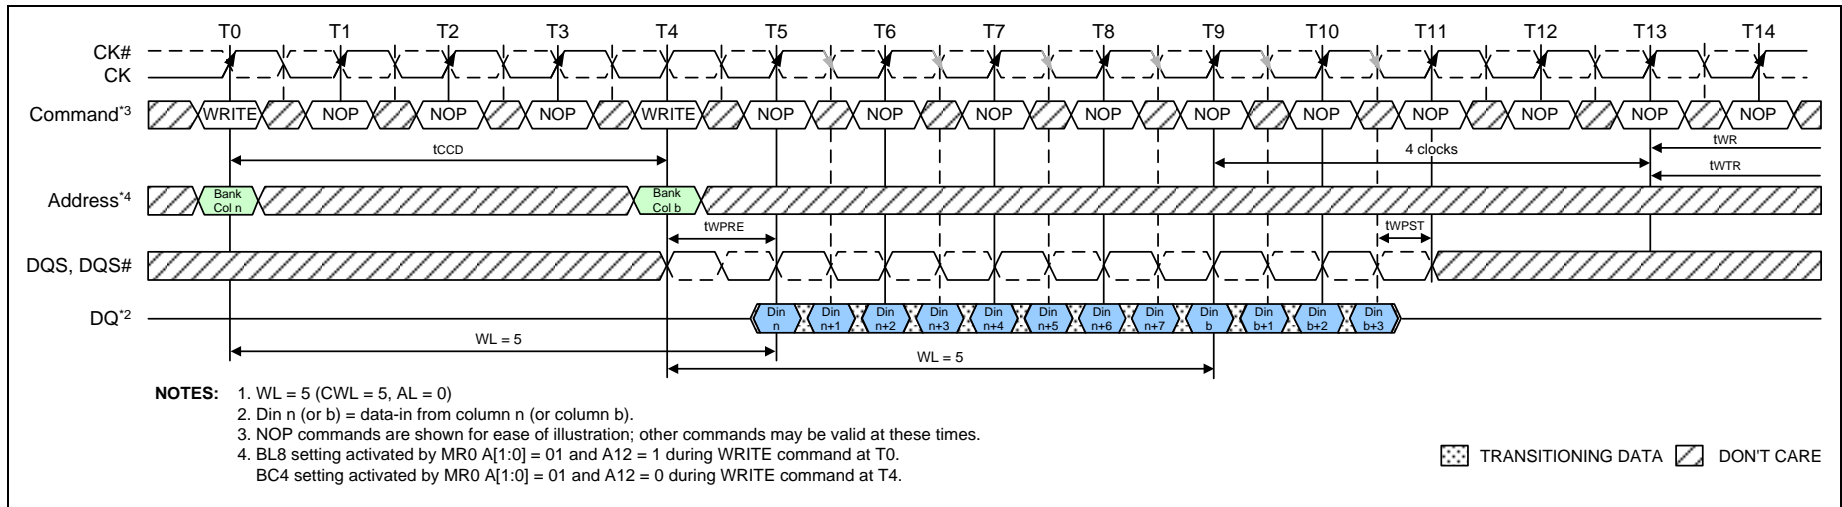 T0 T1 T2 T3 T4 T5 T6 T7 T8 T9 T10 T11 T12 T13 T14
CK#
CK
Command*3 WRITE NOP NOP NOP WRITE NOP NOP NOP NOP NOP NOP NOP NOP NOP NOP
tCCD 4 clocks tWR
tWTR
Address*4 Bank Col n Bank Col b
tWPRE tWPST
DQS, DQS#
DQ*2 Din n Din n+1 Din n+2 Din n+3 Din n+4 Din n+5 Din n+6 Din n+7 Din b Din b+1 Din b+2 Din b+3
WL = 5
WL = 5
NOTES: 1. WL = 5 (CWL = 5, AL = 0)
2. Din n (or b) = data-in from column n (or column b).
3. NOP commands are shown for ease of illustration; other commands may be valid at these times.
4. BL8 setting activated by MR0 A[1:0] = 01 and A12 = 1 during WRITE command at T0.
BC4 setting activated by MR0 A[1:0] = 01 and A12 = 0 during WRITE command at T4.
TRANSITIONING DATA DON'T CARE